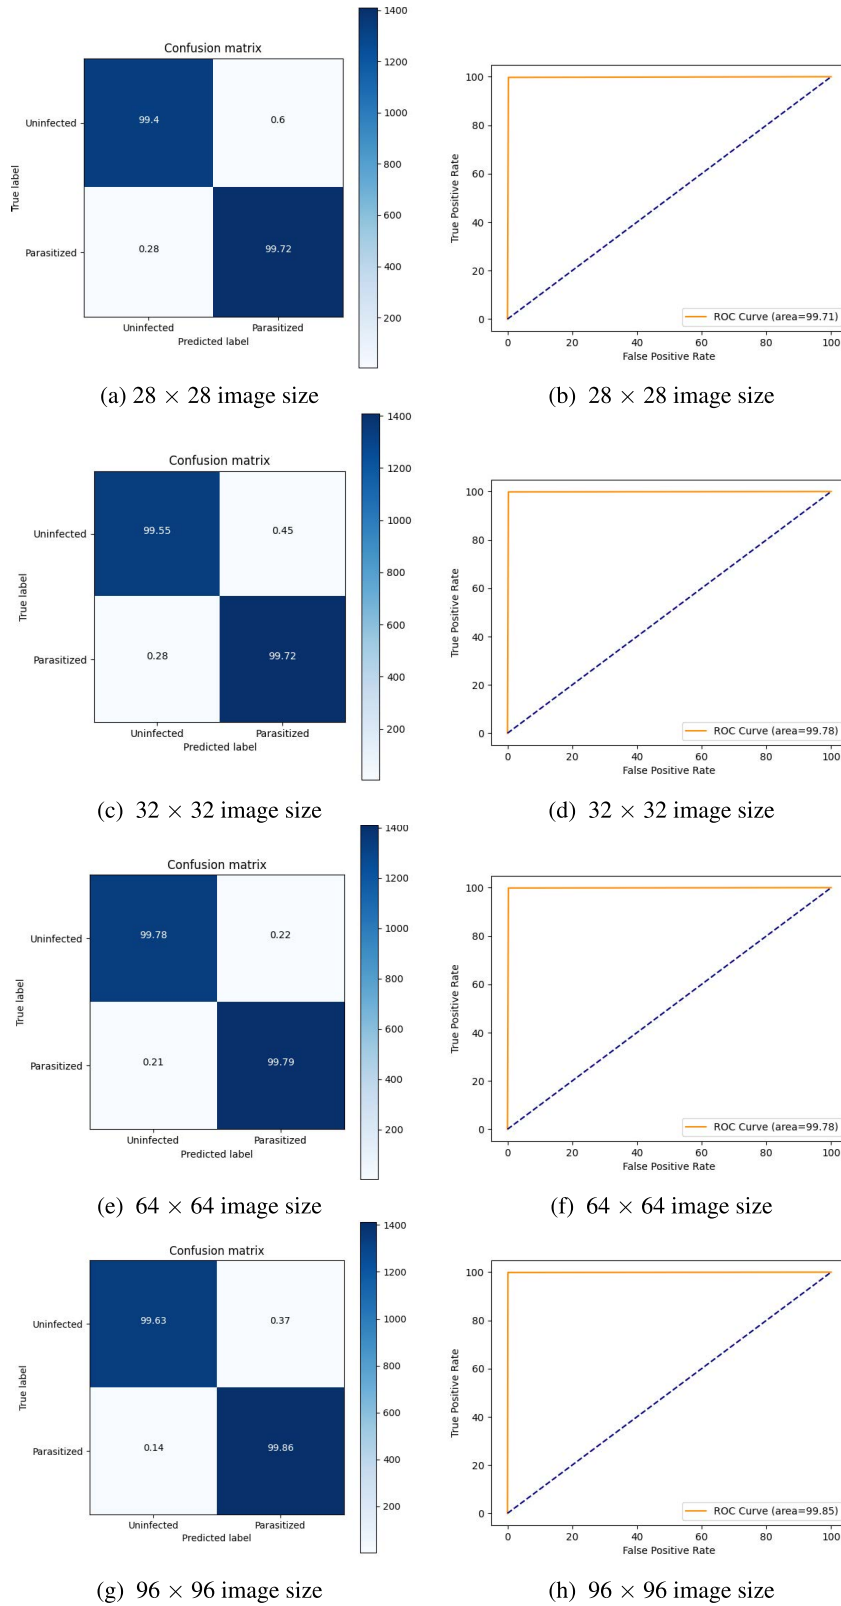 Confusion matrix
Uninfected
Parasitized
True label
99.4
0.6
0.28
99.72
Uninfected
Parasitized
Predicted label
1400
1200
1000
800
600
400
200
100
80
60
40
20
0
True Positive Rate
ROC Curve (area=99.71)
0
20
40
60
80
100
False Positive Rate
(a) 28 × 28 image size
(b) 28 × 28 image size
Confusion matrix
Uninfected
Parasitized
True label
99.55
0.45
0.28
99.72
Uninfected
Parasitized
Predicted label
1400
1200
1000
800
600
400
200
100
80
60
40
20
0
True Positive Rate
ROC Curve (area=99.78)
0
20
40
60
80
100
False Positive Rate
(c) 32 × 32 image size
(d) 32 × 32 image size
Confusion matrix
Uninfected
Parasitized
True label
99.78
0.22
0.21
99.79
Uninfected
Parasitized
Predicted label
1400
1200
1000
800
600
400
200
100
80
60
40
20
0
True Positive Rate
ROC Curve (area=99.78)
0
20
40
60
80
100
False Positive Rate
(e) 64 × 64 image size
(f) 64 × 64 image size
Confusion matrix
Uninfected
Parasitized
True label
99.63
0.37
0.14
99.86
Uninfected
Parasitized
Predicted label
1400
1200
1000
800
600
400
200
100
80
60
40
20
0
True Positive Rate
ROC Curve (area=99.85)
0
20
40
60
80
100
False Positive Rate
(g) 96 × 96 image size
(h) 96 × 96 image size